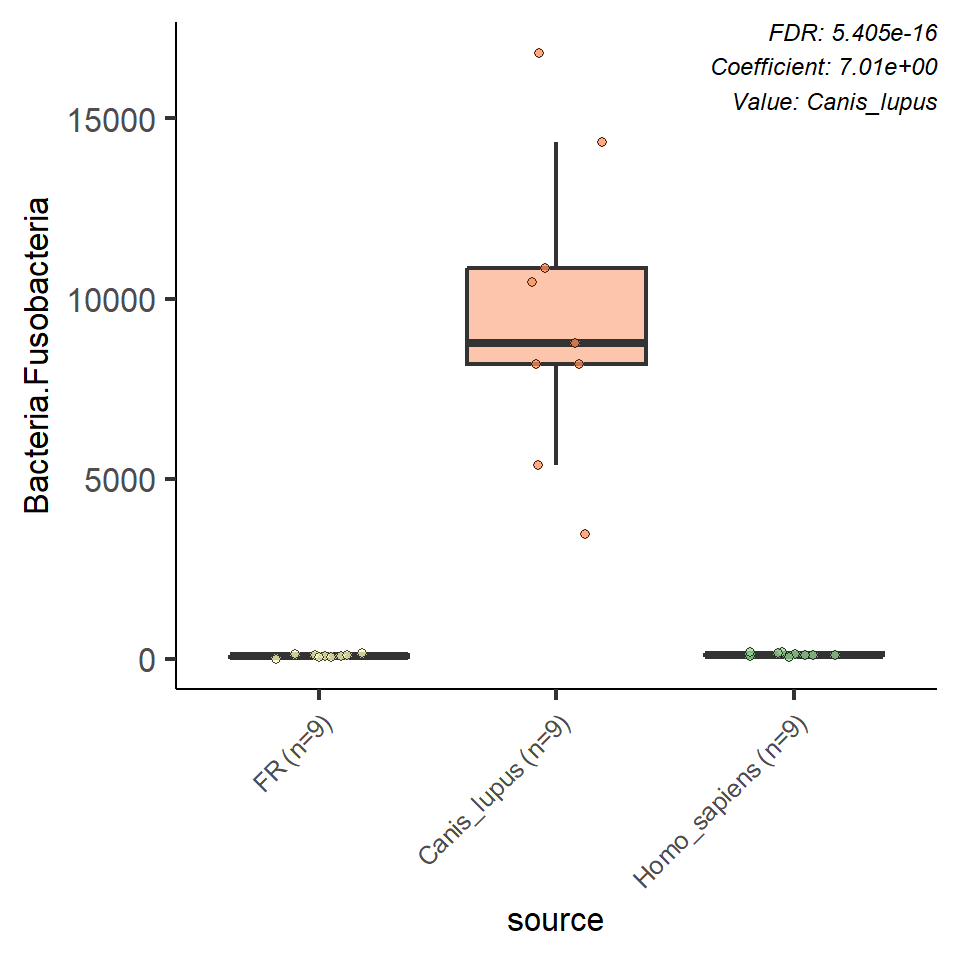 FDR: 5.405e-16
Coefficient: 7.01e+00
Value: Canis_lupus
Bacteria.Fusobacteria
15000
10000
5000
0
FR (n=9)
Canis_lupus (n=9)
Homo_sapiens (n=9)
source